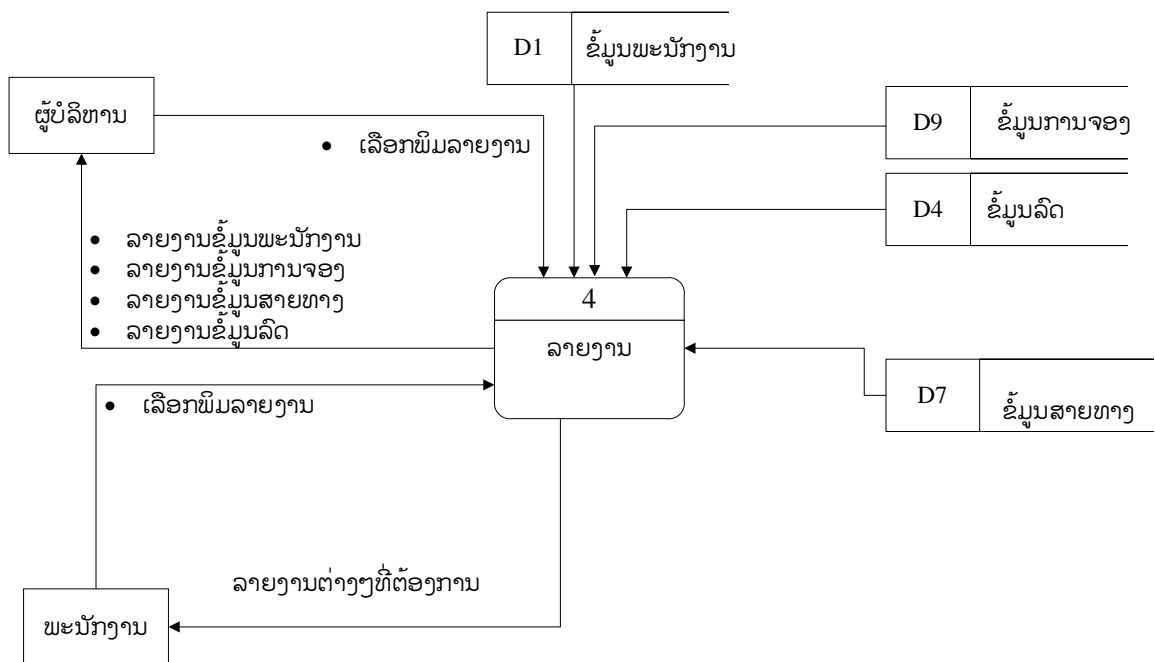 D1 ຂໍ້ມູນພະນັກງານ
ຜູ້ບໍລິຫານ
D9 ຂໍ້ມູນການຈອງ
• ເລືອກພິມລາຍງານ
D4 ຂໍ້ມູນລົດ
• ລາຍງານຂໍ້ມູນພະນັກງານ
• ລາຍງານຂໍ້ມູນການຈອງ
• ລາຍງານຂໍ້ມູນສາຍທາງ
• ລາຍງານຂໍ້ມູນລົດ
4
ລາຍງານ
D7 ຂໍ້ມູນສາຍທາງ
• ເລືອກພິມລາຍງານ
ລາຍງານຕ່າງໆທີ່ຕ້ອງການ
ພະນັກງານ